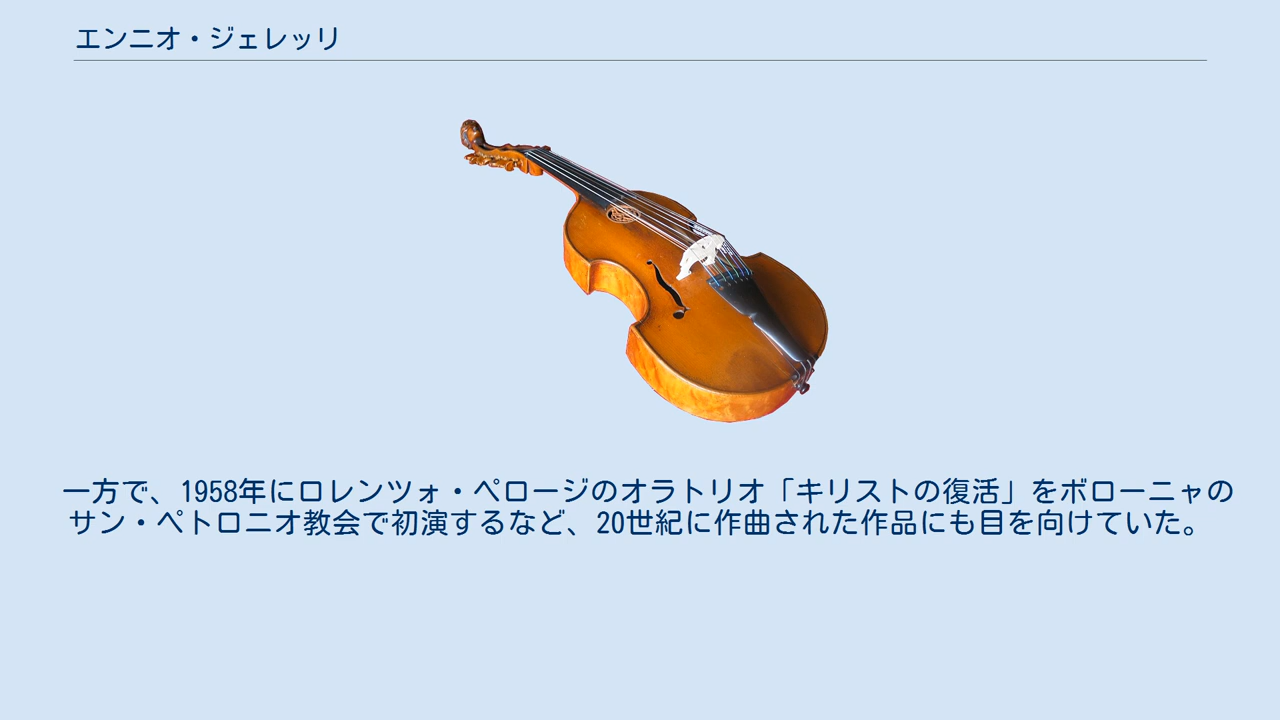 エンニオ・ジェレッリ
一方で、1958年にロレンツォ・ペロージのオラトリオ「キリストの復活」をボローニャの
サン・ペトロニオ教会で初演するなど、20世紀に作曲された作品にも目を向けていた。